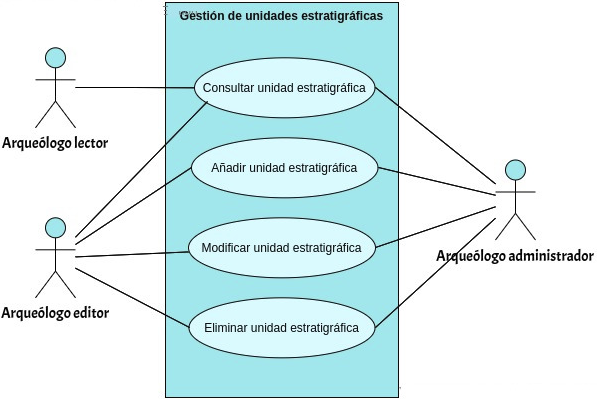 Gestión de unidades estratigráficas
Consultar unidad estratigráfica
Arqueólogo lector
Añadir unidad estratigráfica
Modificar unidad estratigráfica
Arqueólogo administrador
Arqueólogo editor
Eliminar unidad estratigráfica